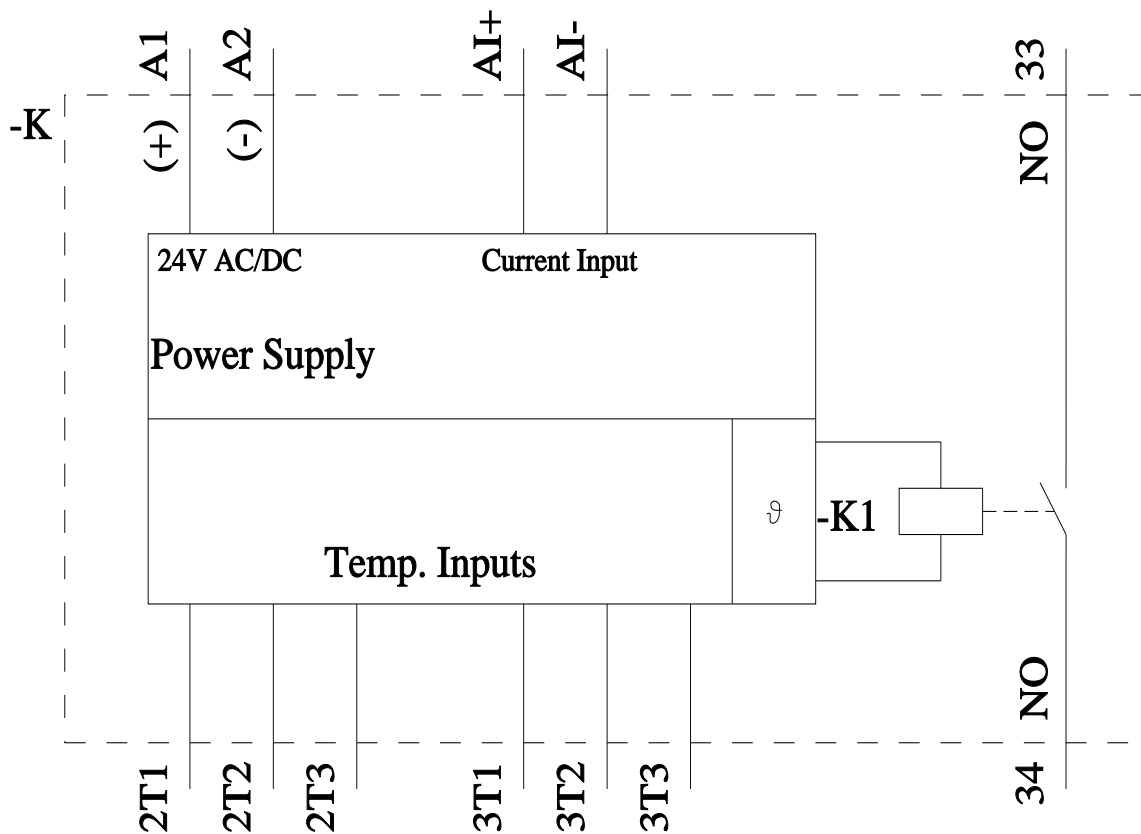 A1
A2
AI+
AI-
33
-K
(+)
(-)
NO
24V AC/DC
Current Input
Power Supply
ϑ
-K1
Temp. Inputs
NO
2T1
2T2
2T3
3T1
3T2
3T3
34